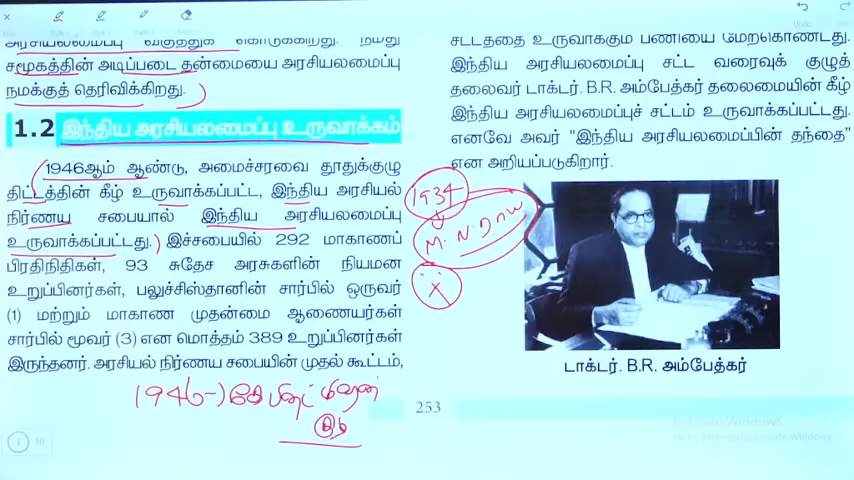 அரசியலமைப்பு வகுத்துக் கொடுக்கிறது. நமது
சமூகத்தின் அடிப்படை தன்மையை அரசியலமைப்பு
நமக்குத் தெரிவிக்கிறது.
1.2 இந்திய அரசியலமைப்பு உருவாக்கம்
1946ஆம் ஆண்டு, அமைச்சரவை தூதுக்குழு
திட்டத்தின் கீழ் உருவாக்கப்பட்ட, இந்திய அரசியல்
நிர்ணய சபையால் இந்திய அரசியலமைப்பு
உருவாக்கப்பட்டது. இச்சபையில் 292 மாகாணப்
பிரதிநிதிகள், 93 சுதேச அரசுகளின் நியமன
உறுப்பினர்கள், பலுச்சிஸ்தானின் சார்பில் ஒருவர்
(1) மற்றும் மாகாண முதன்மை ஆணையர்கள்
சார்பில் மூவர் (3) என மொத்தம் 389 உறுப்பினர்கள்
இருந்தனர். அரசியல் நிர்ணய சபையின் முதல் கூட்டம்,
1946
சட்டத்தை உருவாக்கும் பணியை மேற்கொண்டது.
இந்திய அரசியலமைப்பு சட்ட வரைவுக் குழுத்
தலைவர் டாக்டர். B.R. அம்பேத்கர் தலைமையின் கீழ்
இந்திய அரசியலமைப்புச் சட்டம் உருவாக்கப்பட்டது.
எனவே அவர் "இந்திய அரசியலமைப்பின் தந்தை"
என அறியப்படுகிறார்.
1934
M. N.
X
டாக்டர். B.R. அம்பேத்கர்
253